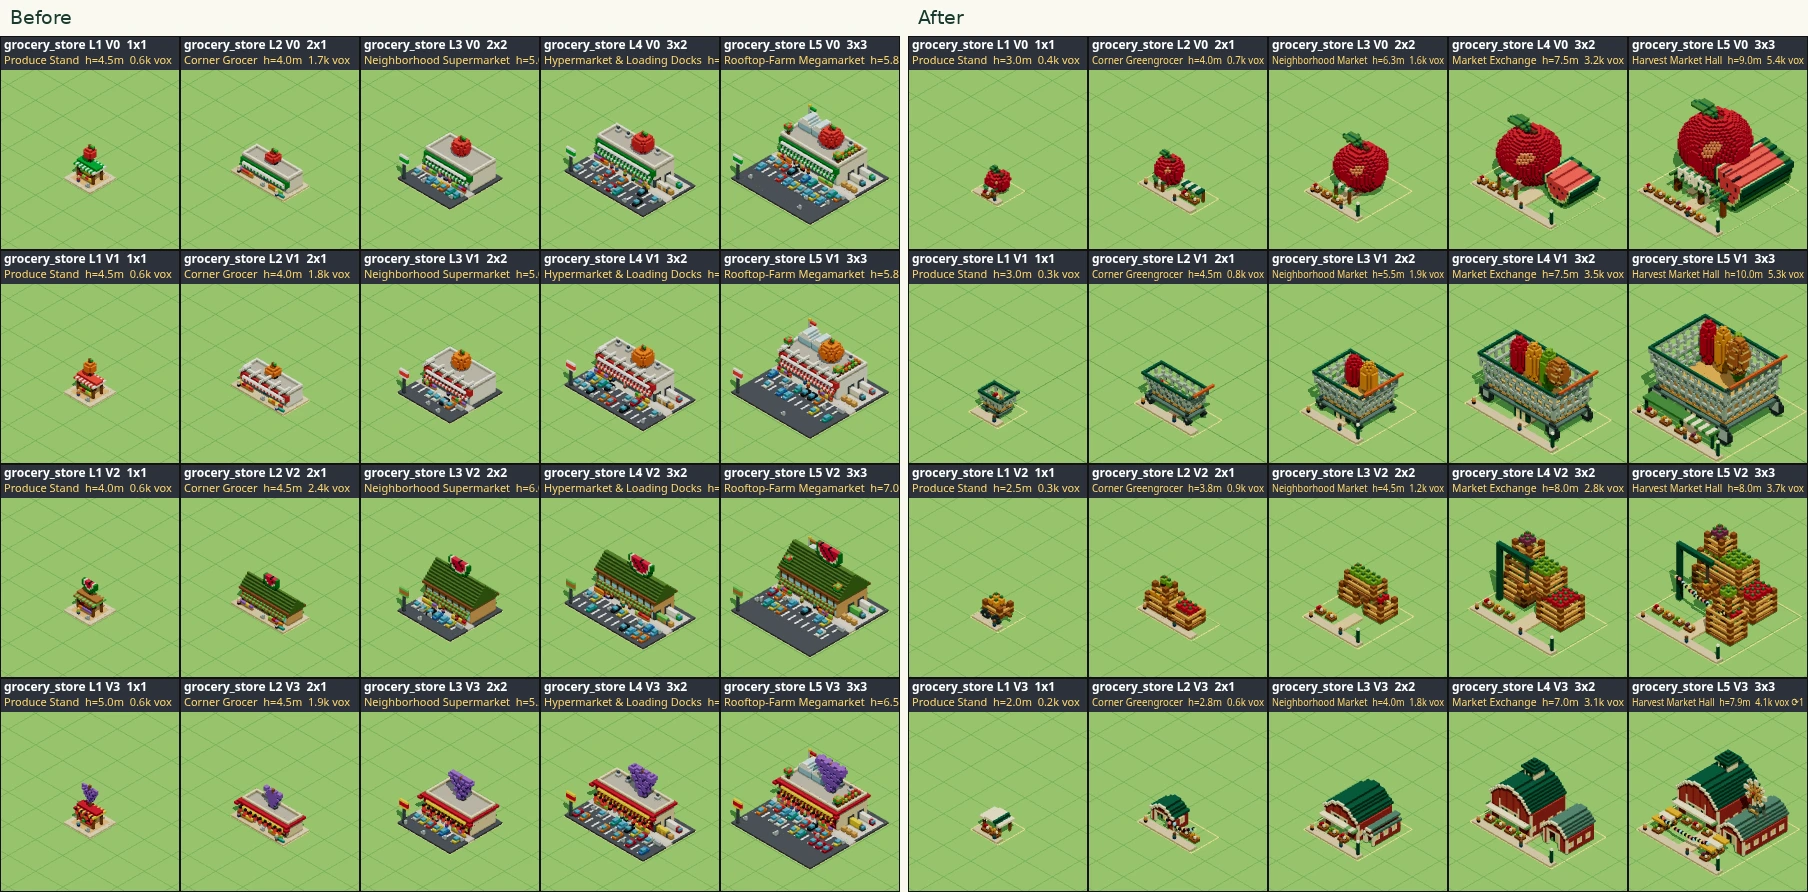 Before
After
grocery_store L1 V0 1x1
Produce Stand h=4.5m 0.6k vox
grocery_store L2 V0 2x1
Corner Grocer h=4.0m 1.7k vox
grocery_store L3 V0 2x2
Neighborhood Supermarket h=5.
grocery_store L4 V0 3x2
Hypermarket & Loading Docks h=
grocery_store L5 V0 3x3
Rooftop-Farm Megamarket h=5.8
grocery_store L1 V0 1x1
Produce Stand h=3.0m 0.4k vox
grocery_store L2 V0 2x1
Corner Greengrocer h=4.0m 0.7k vox
grocery_store L3 V0 2x2
Neighborhood Market h=6.3m 1.6k vox
grocery_store L4 V0 3x2
Market Exchange h=7.5m 3.2k vox
grocery_store L5 V0 3x3
Harvest Market Hall h=9.0m 5.4k vox
grocery_store L1 V1 1x1
Produce Stand h=4.5m 0.6k vox
grocery_store L2 V1 2x1
Corner Grocer h=4.0m 1.8k vox
grocery_store L3 V1 2x2
Neighborhood Supermarket h=5.
grocery_store L4 V1 3x2
Hypermarket & Loading Docks h=
grocery_store L5 V1 3x3
Rooftop-Farm Megamarket h=5.8
grocery_store L1 V1 1x1
Produce Stand h=3.0m 0.3k vox
grocery_store L2 V1 2x1
Corner Greengrocer h=4.5m 0.8k vox
grocery_store L3 V1 2x2
Neighborhood Market h=5.5m 1.9k vox
grocery_store L4 V1 3x2
Market Exchange h=7.5m 3.5k vox
grocery_store L5 V1 3x3
Harvest Market Hall h=10.0m 5.3k vox
grocery_store L1 V2 1x1
Produce Stand h=4.0m 0.6k vox
grocery_store L2 V2 2x1
Corner Grocer h=4.5m 2.4k vox
grocery_store L3 V2 2x2
Neighborhood Supermarket h=6.
grocery_store L4 V2 3x2
Hypermarket & Loading Docks h=
grocery_store L5 V2 3x3
Rooftop-Farm Megamarket h=7.0
grocery_store L1 V2 1x1
Produce Stand h=2.5m 0.3k vox
grocery_store L2 V2 2x1
Corner Greengrocer h=3.8m 0.9k vox
grocery_store L3 V2 2x2
Neighborhood Market h=4.5m 1.2k vox
grocery_store L4 V2 3x2
Market Exchange h=8.0m 2.8k vox
grocery_store L5 V2 3x3
Harvest Market Hall h=8.0m 3.7k vox
grocery_store L1 V3 1x1
Produce Stand h=5.0m 0.6k vox
grocery_store L2 V3 2x1
Corner Grocer h=4.5m 1.9k vox
grocery_store L3 V3 2x2
Neighborhood Supermarket h=5.
grocery_store L4 V3 3x2
Hypermarket & Loading Docks h=
grocery_store L5 V3 3x3
Rooftop-Farm Megamarket h=6.5
grocery_store L1 V3 1x1
Produce Stand h=2.0m 0.2k vox
grocery_store L2 V3 2x1
Corner Greengrocer h=2.8m 0.6k vox
grocery_store L3 V3 2x2
Neighborhood Market h=4.0m 1.8k vox
grocery_store L4 V3 3x2
Market Exchange h=7.0m 3.1k vox
grocery_store L5 V3 3x3
Harvest Market Hall h=7.9m 4.1k vox ⟳1